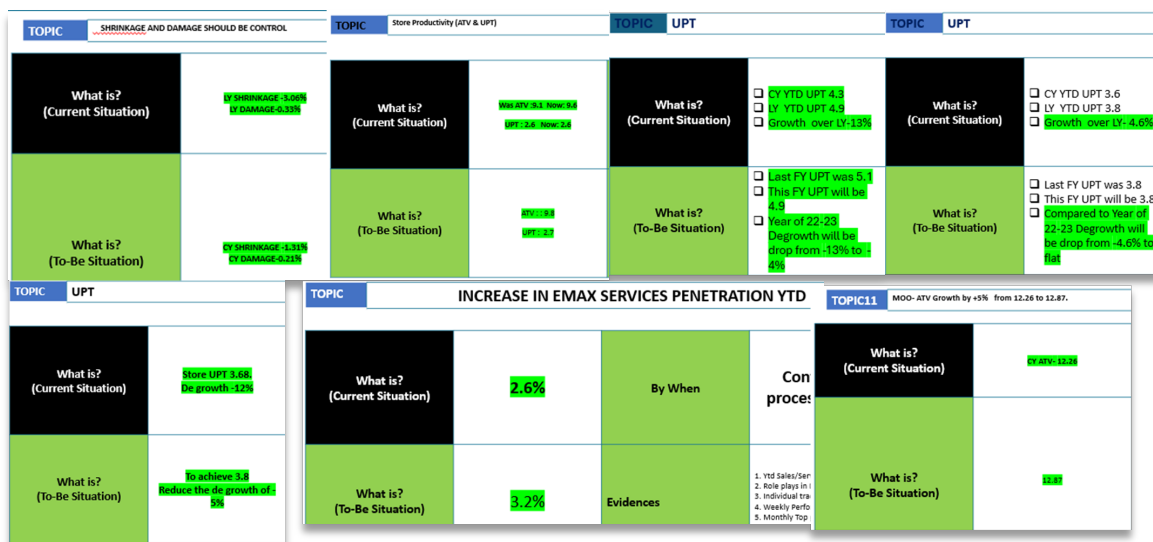 TOPIC
SHRINKAGE AND DAMAGE SHOULD BE CONTROL
What is?
(Current Situation)
LY SHRINKAGE -3.06%
LY DAMAGE-0.33%
What is?
(To-Be Situation)
CY SHRINKAGE -1.31%
CY DAMAGE-0.21%
TOPIC
Store Productivity (ATV & UPT)
What is?
(Current Situation)
Was ATV :9.1 Now: 9.6
UPT : 2.6 Now: 2.6
What is?
(To-Be Situation)
ATV : : 9.8
UPT : 2.7
TOPIC
UPT
What is?
(Current Situation)
CY YTD UPT 4.3
LY YTD UPT 4.9
Growth over LY-13%
What is?
(To-Be Situation)
Last FY UPT was 5.1
This FY UPT will be
4.9
Year of 22-23
Degrowth will be
drop from -13% to -
4%
TOPIC
UPT
What is?
(Current Situation)
CY YTD UPT 3.6
LY YTD UPT 3.8
Growth over LY- 4.6%
What is?
(To-Be Situation)
Last FY UPT was 3.8
This FY UPT will be 3.8
Compared to Year of
22-23 Degrowth will
be drop from -4.6% to
flat
TOPIC
UPT
What is?
(Current Situation)
Store UPT 3.68.
De growth -12%
What is?
(To-Be Situation)
To achieve 3.8
Reduce the de growth of -
5%
TOPIC
INCREASE IN EMAX SERVICES PENETRATION YTD
What is?
(Current Situation)
2.6%
By When
Con
proces
What is?
(To-Be Situation)
3.2%
Evidences
1. Ytd Sales/Ser
2. Role plays in
3. Individual tra
4. Weekly Perfo
5. Monthly Top
TOPIC11
MOO- ATV Growth by +5% from 12.26 to 12.87.
What is?
(Current Situation)
CY ATV- 12.26
What is?
(To-Be Situation)
12.87